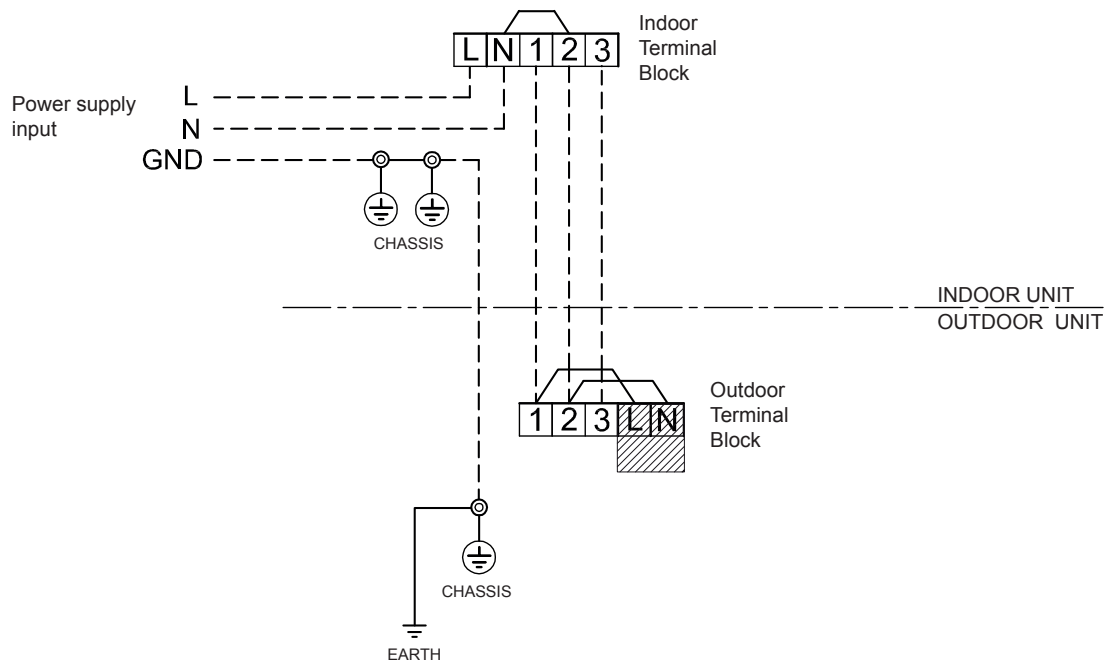 Indoor
Terminal
Block
L N 1 2 3
Power supply
input
L
N
GND
CHASSIS
INDOOR UNIT
OUTDOOR UNIT
Outdoor
Terminal
Block
1 2 3 L N
CHASSIS
EARTH